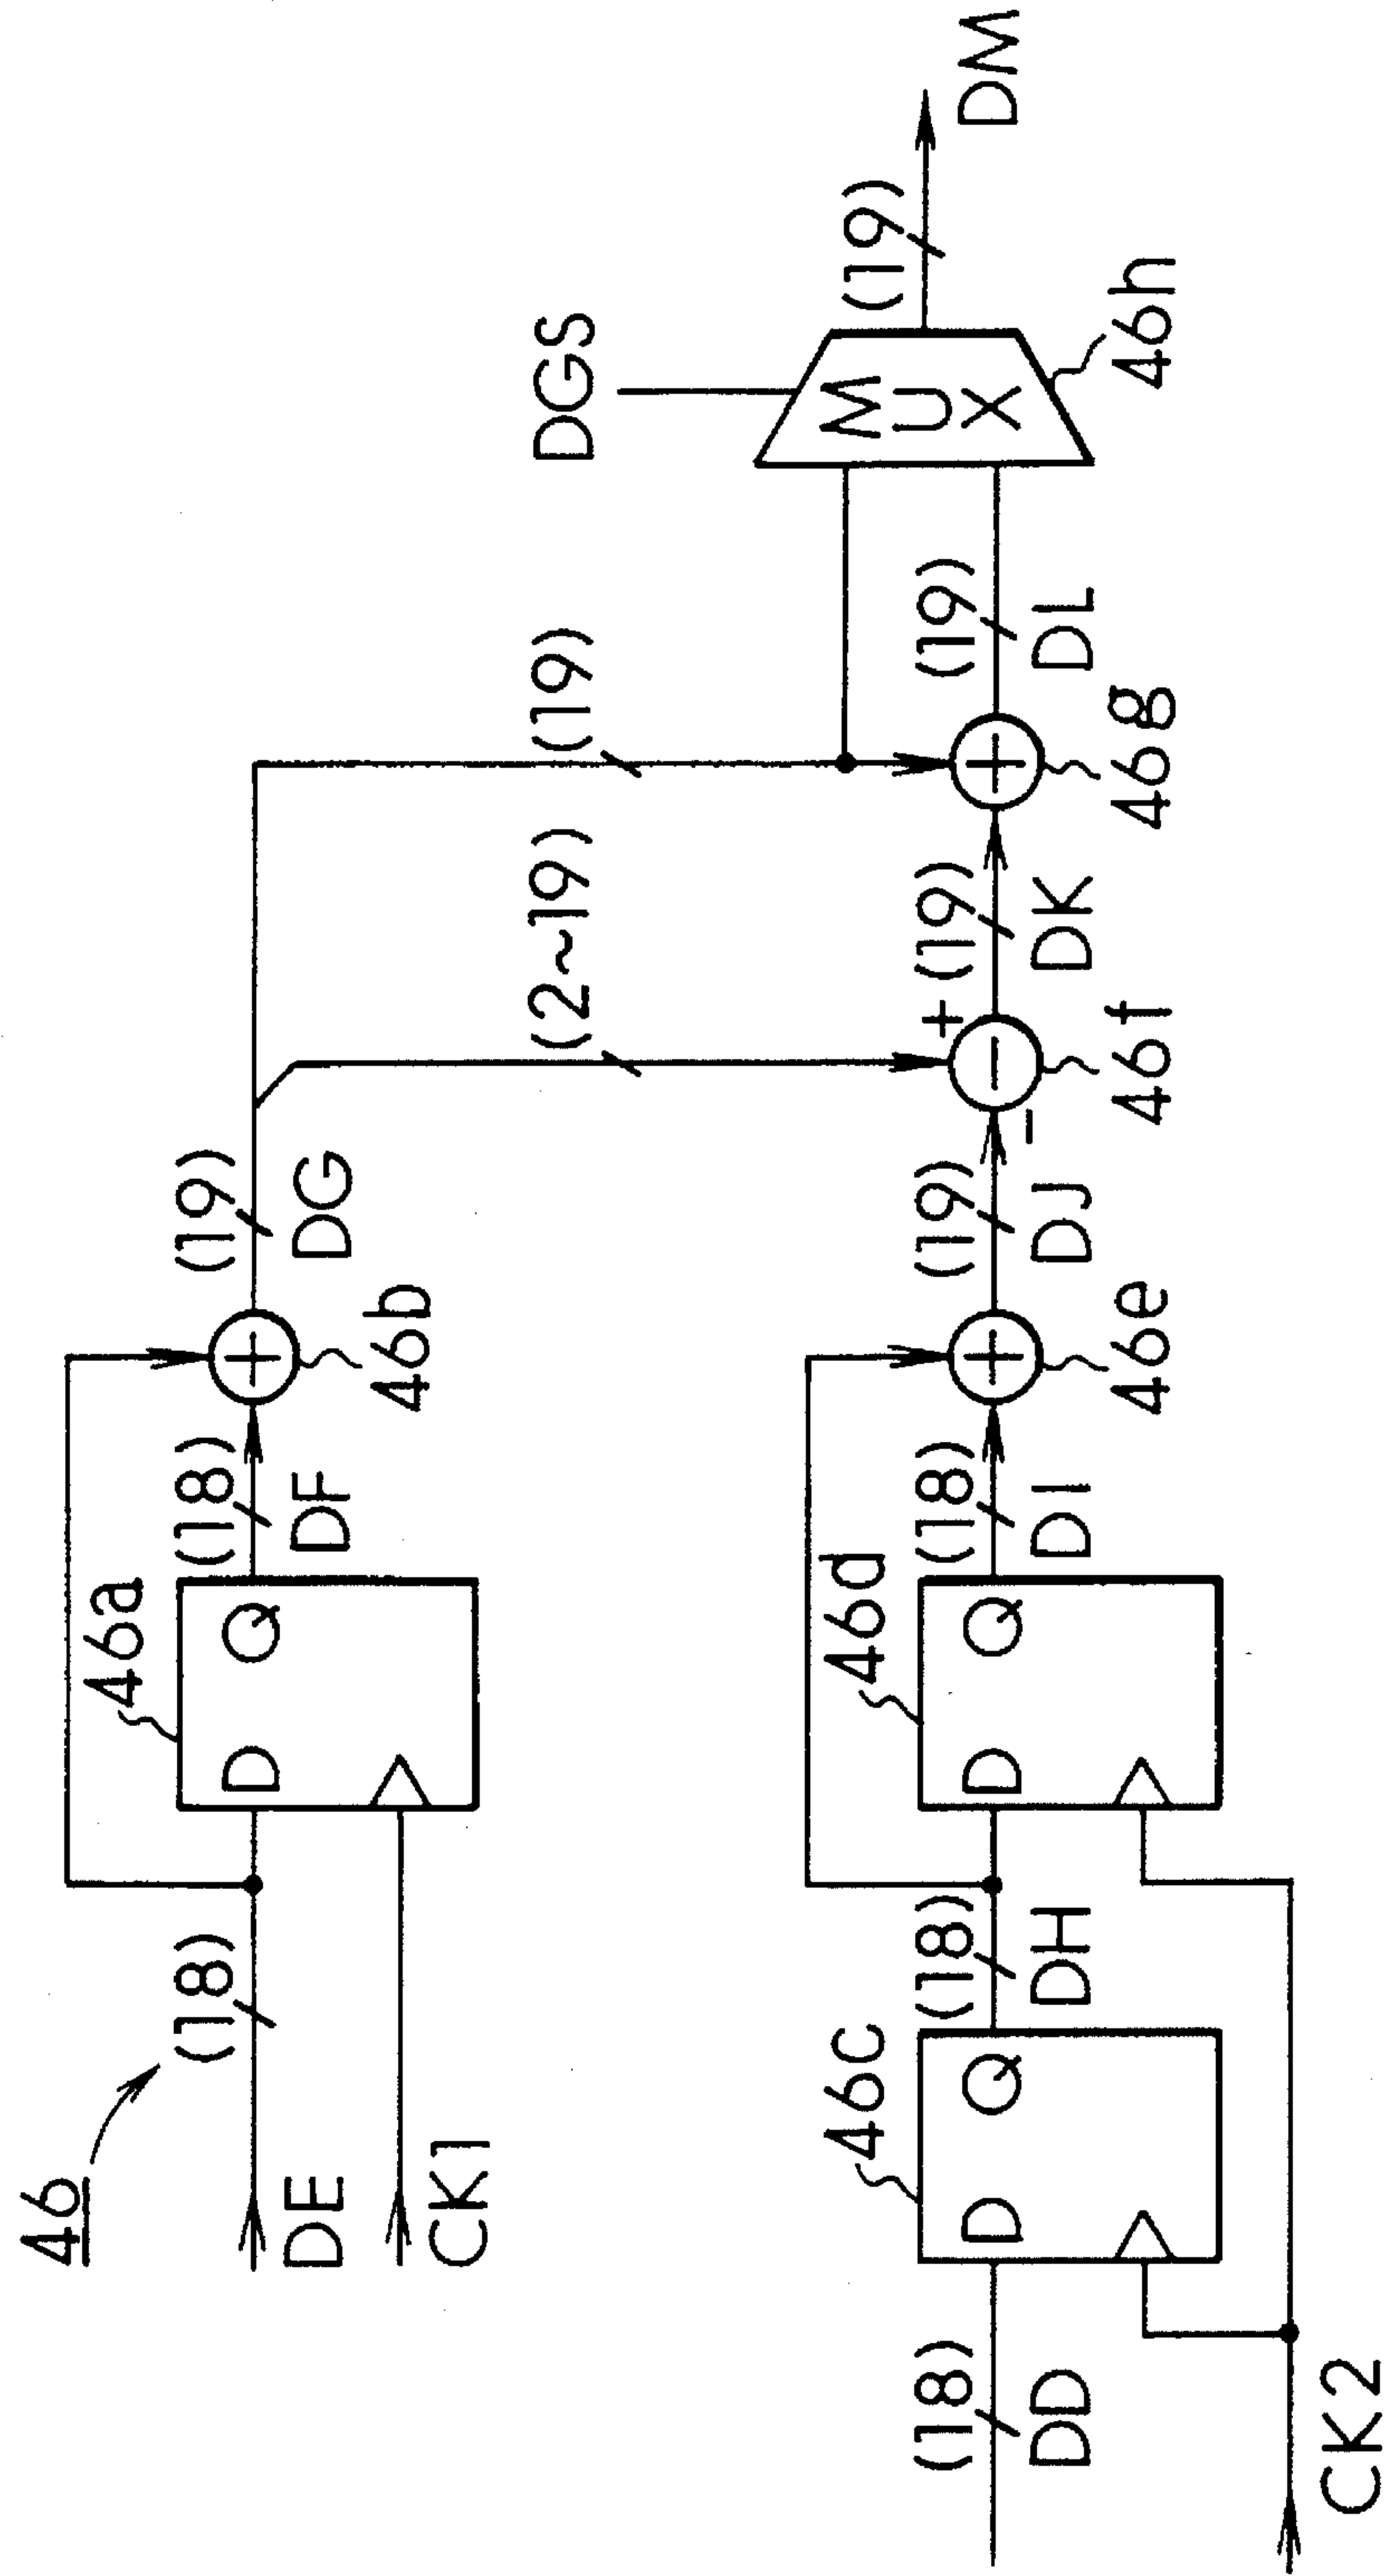 46
(18)
DE
CK1
46a
D
Q
(18)
DF
46b
(19)
DG
(2~19)
(19)
(18)
DD
CK2
46c
D
Q
(18)
DH
46d
D
Q
(18)
DI
46e
(19)
DJ
-
+
46f
(19)
DK
46g
(19)
DL
DGS
MUX
46h
(19)
DM